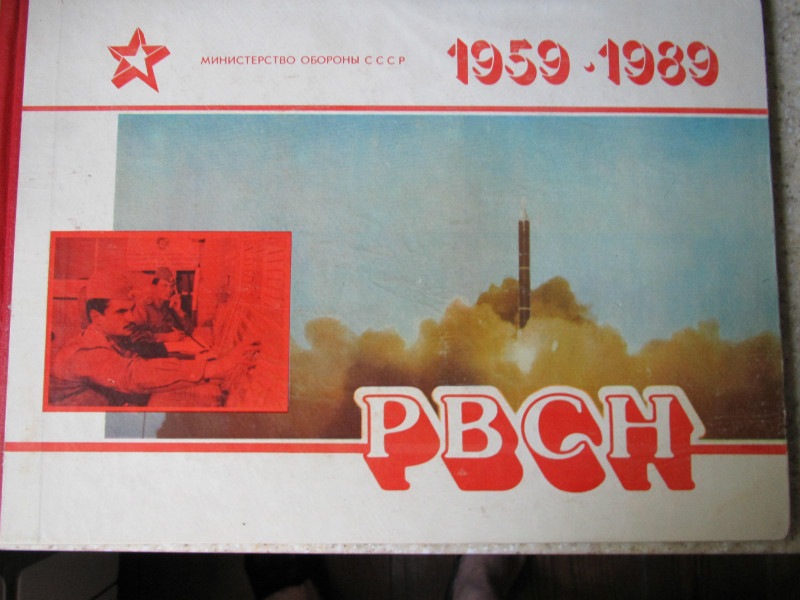 МИНИСТЕРСТВО ОБОРОНЫ СССР
1959 · 1989
РВСН